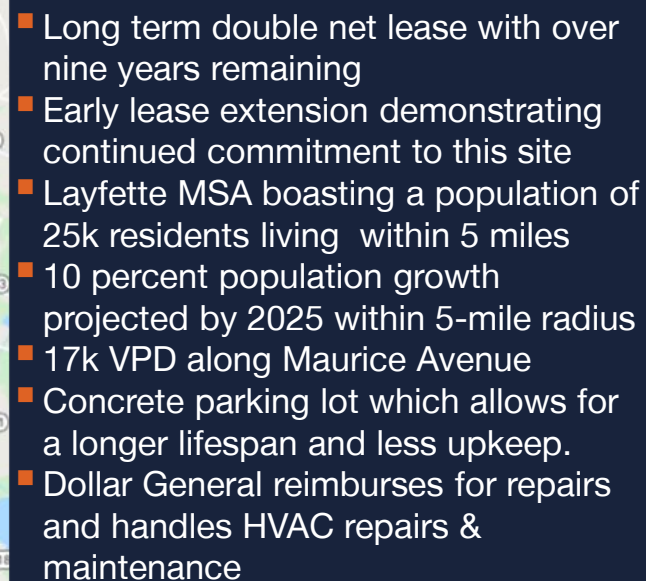 ▪ Long term double net lease with over
nine years remaining
▪ Early lease extension demonstrating
continued commitment to this site
▪ Layfette MSA boasting a population of
25k residents living within 5 miles
▪ 10 percent population growth
projected by 2025 within 5-mile radius
▪ 17k VPD along Maurice Avenue
▪ Concrete parking lot which allows for
a longer lifespan and less upkeep.
▪ Dollar General reimburses for repairs
and handles HVAC repairs &
maintenance